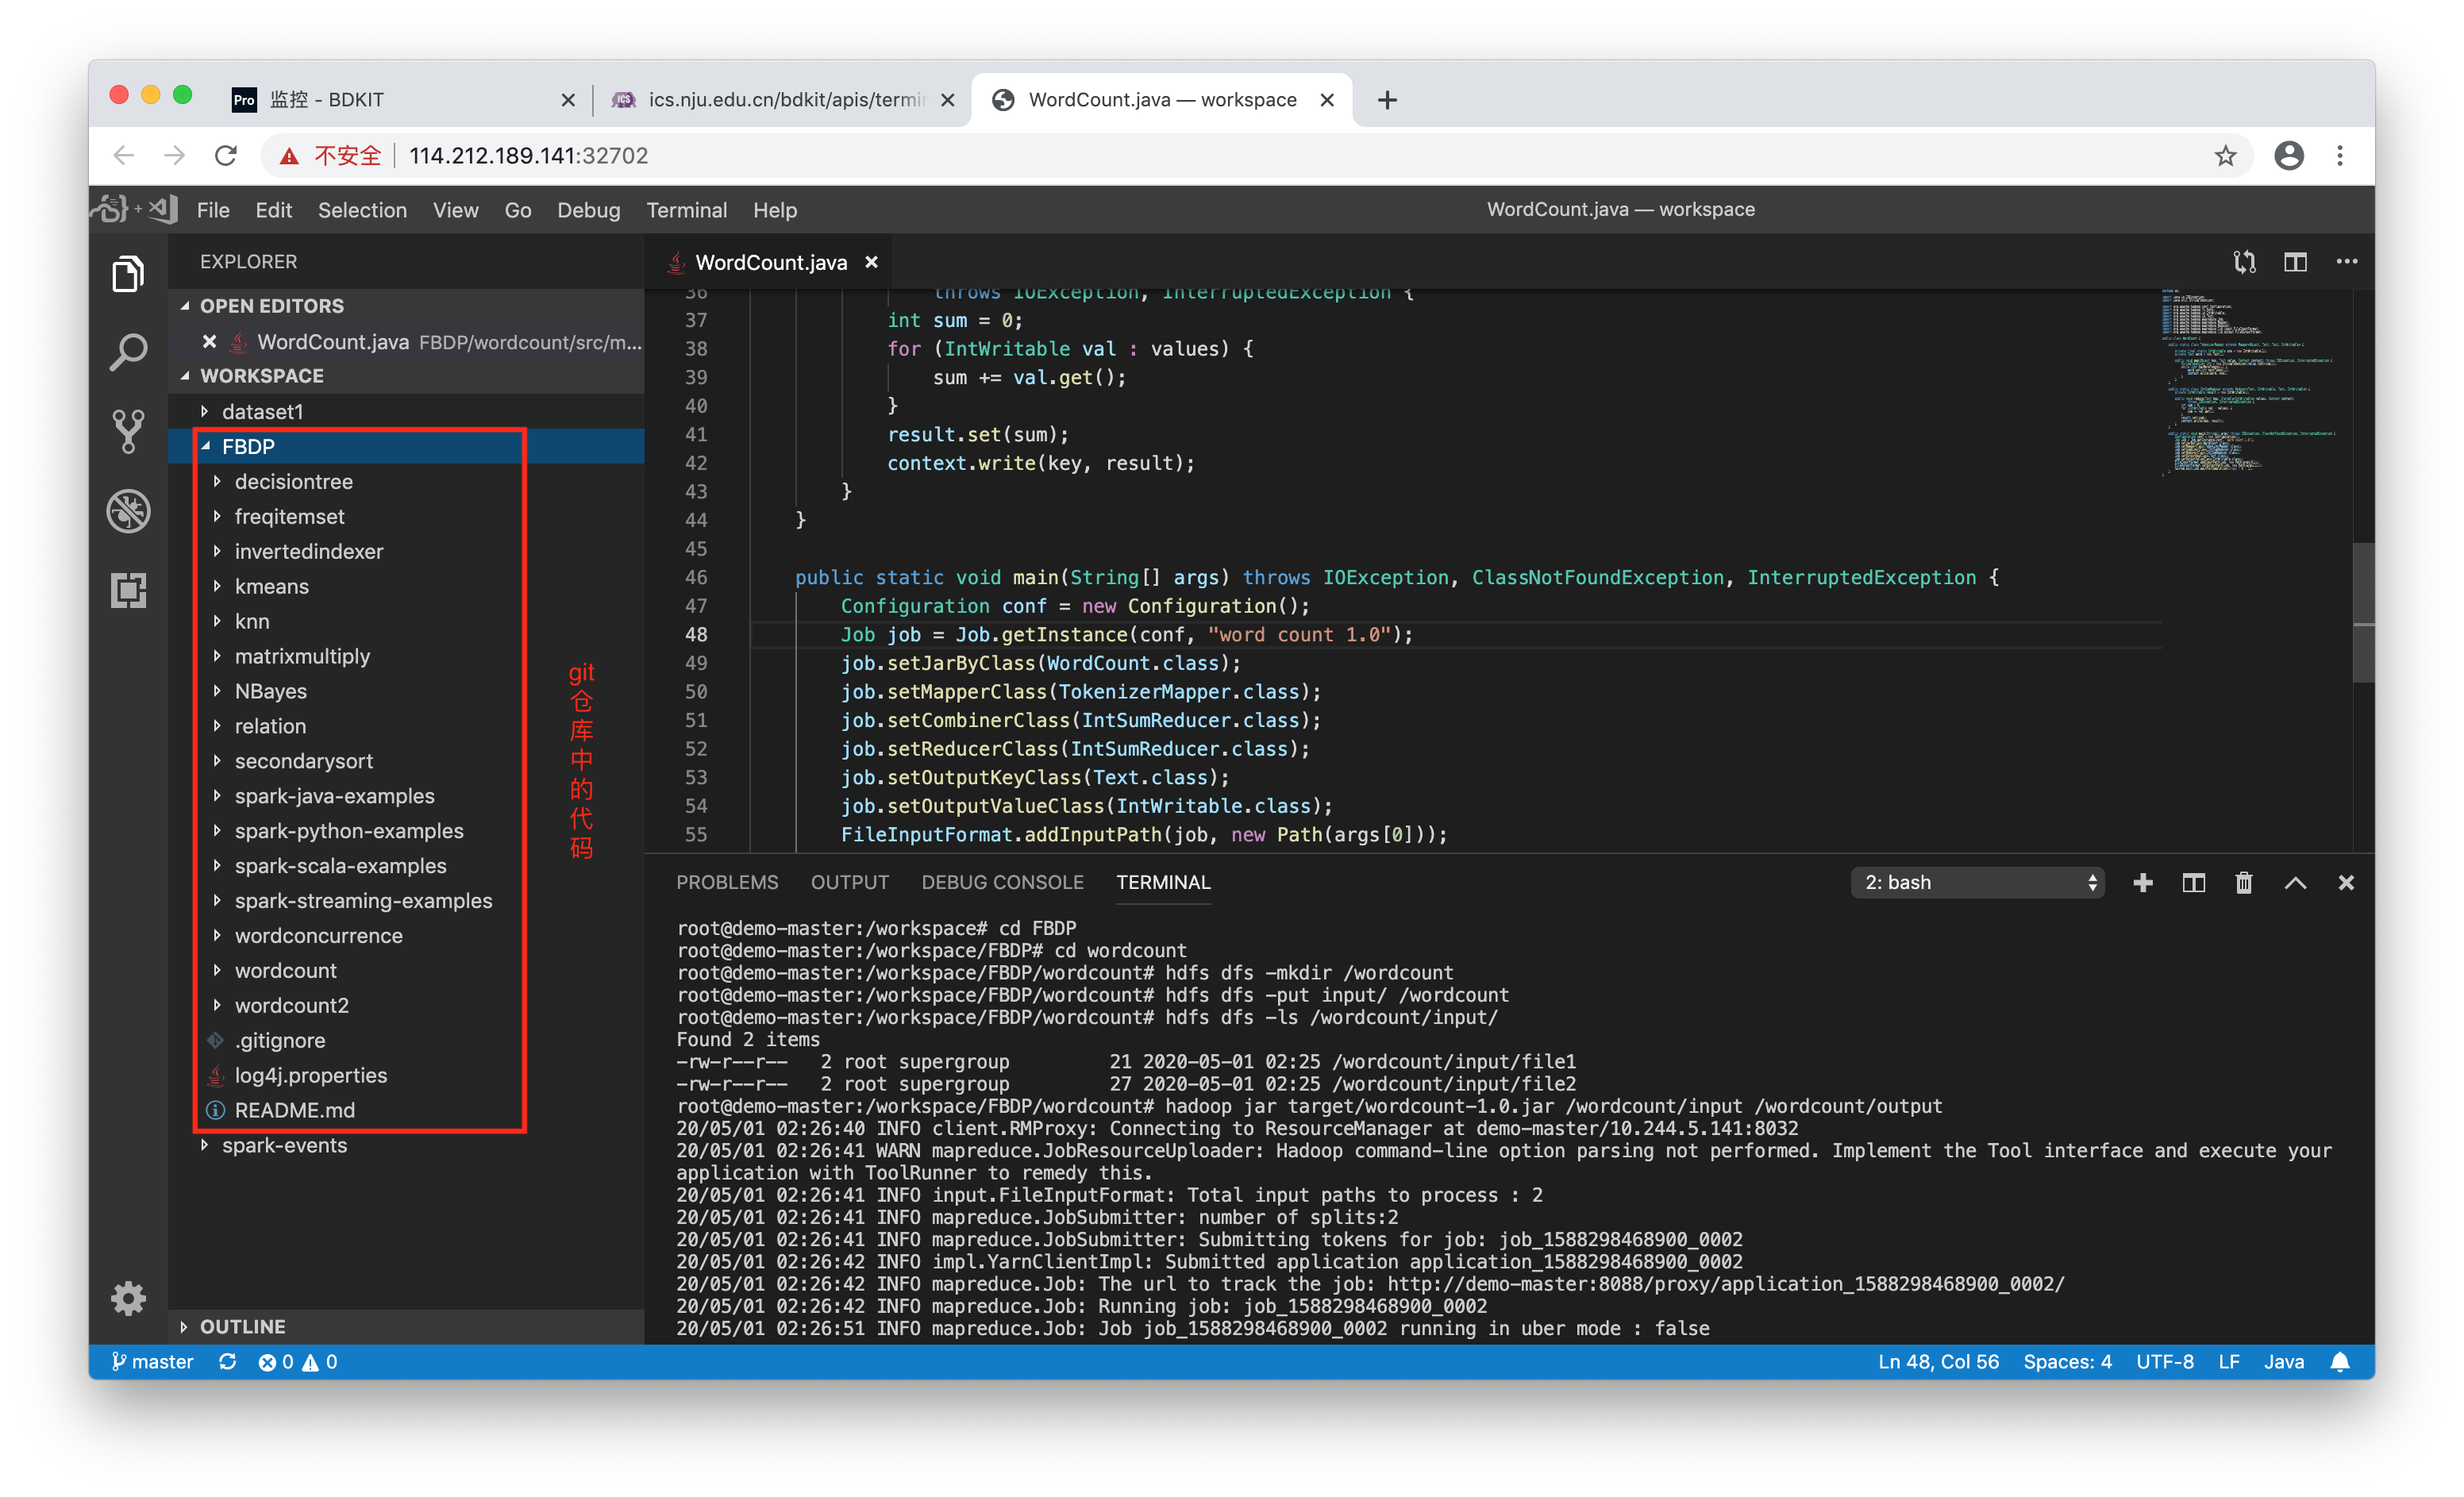 Pro 监控 - BDKIT
ics.nju.edu.cn/bdkit/apis/termi
WordCount.java — workspace
不安全 114.212.189.141:32702
File Edit Selection View Go Debug Terminal Help
WordCount.java — workspace
EXPLORER
OPEN EDITORS
WordCount.java FBDP/wordcount/src/m...
WORKSPACE
dataset1
FBDP
decisiontree
freqitemset
invertedindexer
kmeans
knn
matrixmultiply
NBayes
relation
secondarysort
spark-java-examples
spark-python-examples
spark-scala-examples
spark-streaming-examples
wordconcurrence
wordcount
wordcount2
.gitignore
log4j.properties
README.md
spark-events
OUTLINE
git
仓
库
中
的
代
码
WordCount.java
36 throws IOException, InterruptedException {
37 int sum = 0;
38 for (IntWritable val : values) {
39 sum += val.get();
40 }
41 result.set(sum);
42 context.write(key, result);
43 }
44 }
45
46 public static void main(String[] args) throws IOException, ClassNotFoundException, InterruptedException {
47 Configuration conf = new Configuration();
48 Job job = Job.getInstance(conf, "word count 1.0");
49 job.setJarByClass(WordCount.class);
50 job.setMapperClass(TokenizerMapper.class);
51 job.setCombinerClass(IntSumReducer.class);
52 job.setReducerClass(IntSumReducer.class);
53 job.setOutputKeyClass(Text.class);
54 job.setOutputValueClass(IntWritable.class);
55 FileInputFormat.addInputPath(job, new Path(args[0]));
PROBLEMS OUTPUT DEBUG CONSOLE TERMINAL 2: bash
root@demo-master:/workspace# cd FBDP
root@demo-master:/workspace/FBDP# cd wordcount
root@demo-master:/workspace/FBDP/wordcount# hdfs dfs -mkdir /wordcount
root@demo-master:/workspace/FBDP/wordcount# hdfs dfs -put input/ /wordcount
root@demo-master:/workspace/FBDP/wordcount# hdfs dfs -ls /wordcount/input/
Found 2 items
-rw-r--r-- 2 root supergroup 21 2020-05-01 02:25 /wordcount/input/file1
-rw-r--r-- 2 root supergroup 27 2020-05-01 02:25 /wordcount/input/file2
root@demo-master:/workspace/FBDP/wordcount# hadoop jar target/wordcount-1.0.jar /wordcount/input /wordcount/output
20/05/01 02:26:40 INFO client.RMProxy: Connecting to ResourceManager at demo-master/10.244.5.141:8032
20/05/01 02:26:41 WARN mapreduce.JobResourceUploader: Hadoop command-line option parsing not performed. Implement the Tool interface and execute your
application with ToolRunner to remedy this.
20/05/01 02:26:41 INFO input.FileInputFormat: Total input paths to process : 2
20/05/01 02:26:41 INFO mapreduce.JobSubmitter: number of splits:2
20/05/01 02:26:41 INFO mapreduce.JobSubmitter: Submitting tokens for job: job_1588298468900_0002
20/05/01 02:26:42 INFO impl.YarnClientImpl: Submitted application application_1588298468900_0002
20/05/01 02:26:42 INFO mapreduce.Job: The url to track the job: http://demo-master:8088/proxy/application_1588298468900_0002/
20/05/01 02:26:42 INFO mapreduce.Job: Running job: job_1588298468900_0002
20/05/01 02:26:51 INFO mapreduce.Job: Job job_1588298468900_0002 running in uber mode : false
master 0 0 Ln 48, Col 56 Spaces: 4 UTF-8 LF Java